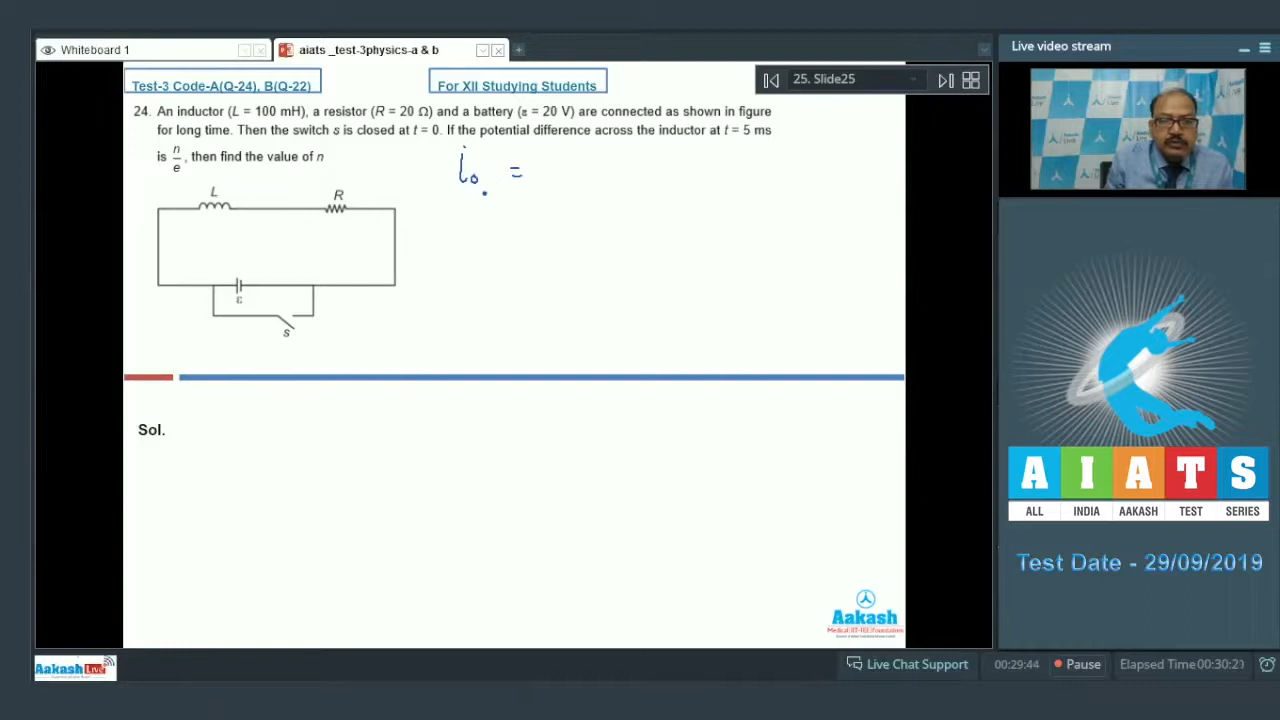 Whiteboard 1
aiats _test-3physics-a & b
Live video stream
Test-3 Code-A(Q-24), B(Q-22)
For XII Studying Students
25. Slide25
24. An inductor (L = 100 mH), a resistor (R = 20 Ω) and a battery (ε = 20 V) are connected as shown in figure
for long time. Then the switch s is closed at t = 0. If the potential difference across the inductor at t = 5 ms
is n/e, then find the value of n
i₀ =
L
R
ε
s
Sol.
A I A T S
ALL INDIA AAKASH TEST SERIES
Test Date - 29/09/2019
Aakash
Medical|IIT-JEE|Foundations
Aakash Live
Live Chat Support
00:29:44
Pause
Elapsed Time 00:30:21